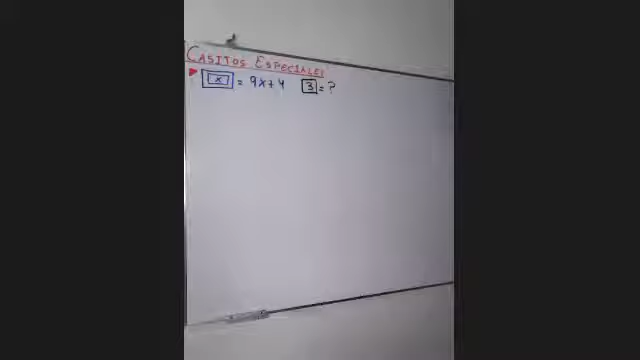 CASITOS ESPECIALES
x = 9x+4 3 = ?